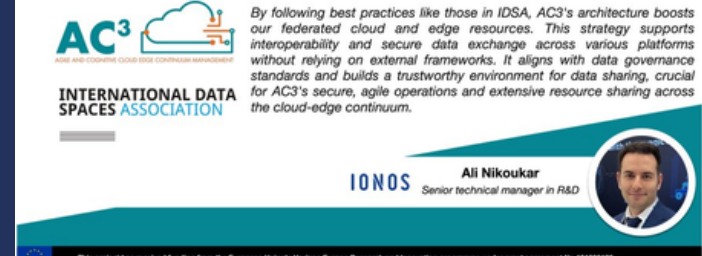 AC³
AGILE AND COGNITIVE CLOUD EDGE CONTINUUM MANAGEMENT
INTERNATIONAL DATA
SPACES ASSOCIATION
By following best practices like those in IDSA, AC3's architecture boosts
our federated cloud and edge resources. This strategy supports
interoperability and secure data exchange across various platforms
without relying on external frameworks. It aligns with data governance
standards and builds a trustworthy environment for data sharing, crucial
for AC3's secure, agile operations and extensive resource sharing across
the cloud-edge continuum.
IONOS
Ali Nikoukar
Senior technical manager in R&D